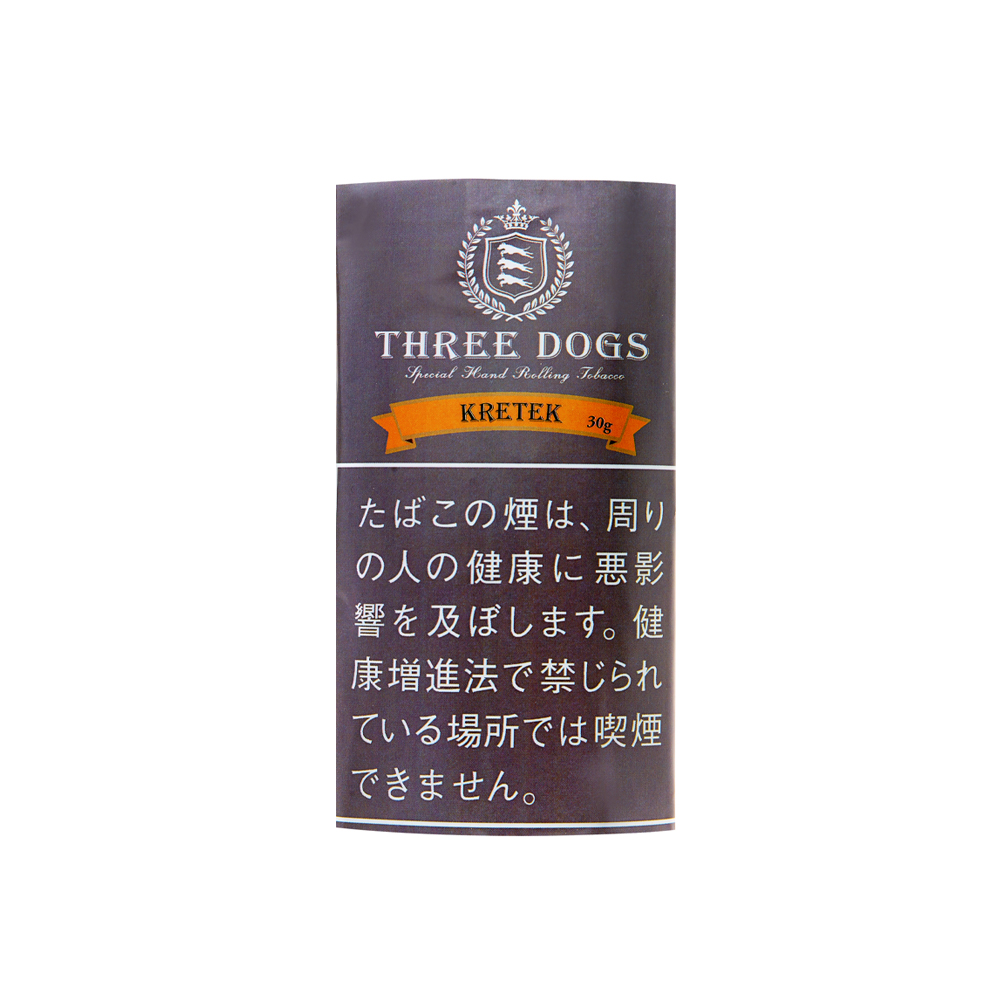 THREE DOGS
Special Hand Rolling Tobacco
KRETEK 30g
たばこの煙は、周り
の人の健康に悪影
響を及ぼします。健
康増進法で禁じられ
ている場所では喫煙
できません。